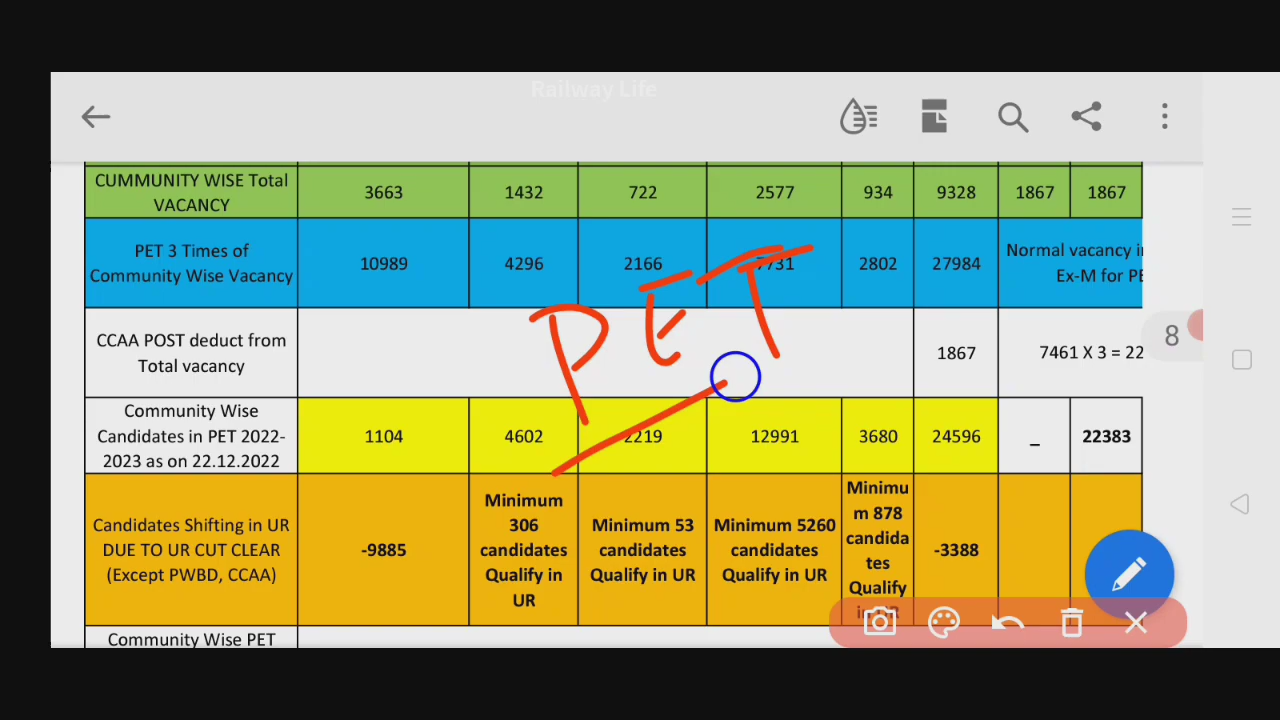 Railway Life
CUMMUNITY WISE Total VACANCY 3663 1432 722 2577 934 9328 1867 1867
PET 3 Times of Community Wise Vacancy 10989 4296 2166 7731 2802 27984 Normal vacancy in
Ex-M for PE
CCAA POST deduct from Total vacancy 1867 7461 X 3 = 22
8
PET
Community Wise Candidates in PET 2022-2023 as on 22.12.2022 1104 4602 2219 12991 3680 24596 _ 22383
Candidates Shifting in UR DUE TO UR CUT CLEAR (Except PWBD, CCAA) -9885 Minimum 306 candidates Qualify in UR Minimum 53 candidates Qualify in UR Minimum 5260 candidates Qualify in UR Minimum 878 candidates Qualify in UR -3388
Community Wise PET